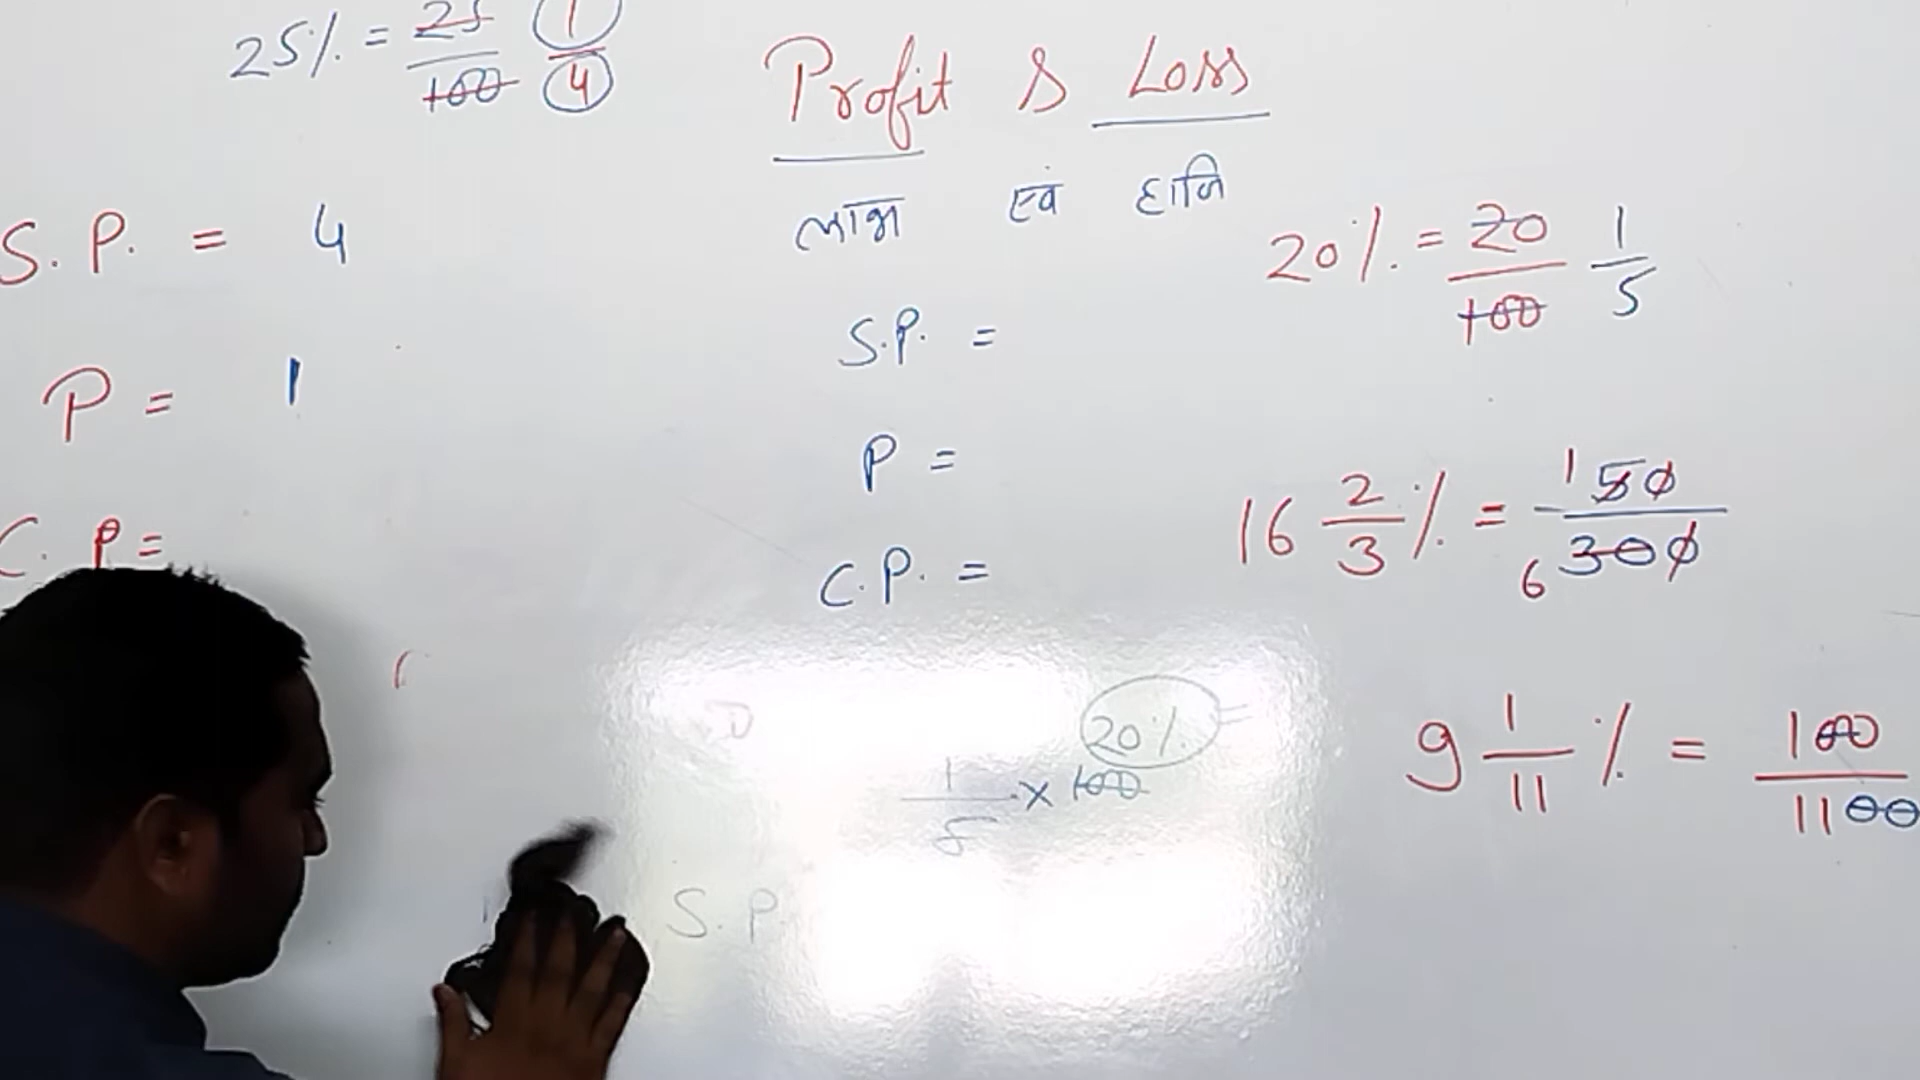 25% = 25/100 1/4
Profit & Loss
लाभ एवं हानि
S.P. = 4
P = 1
C.P =
S.P. =
P =
C.P. =
20% = 20/100 1/5
16 2/3 % = 50/300 1 6
9 1/11 % = 100/1100
20% =
1/5 × 100
S.P.